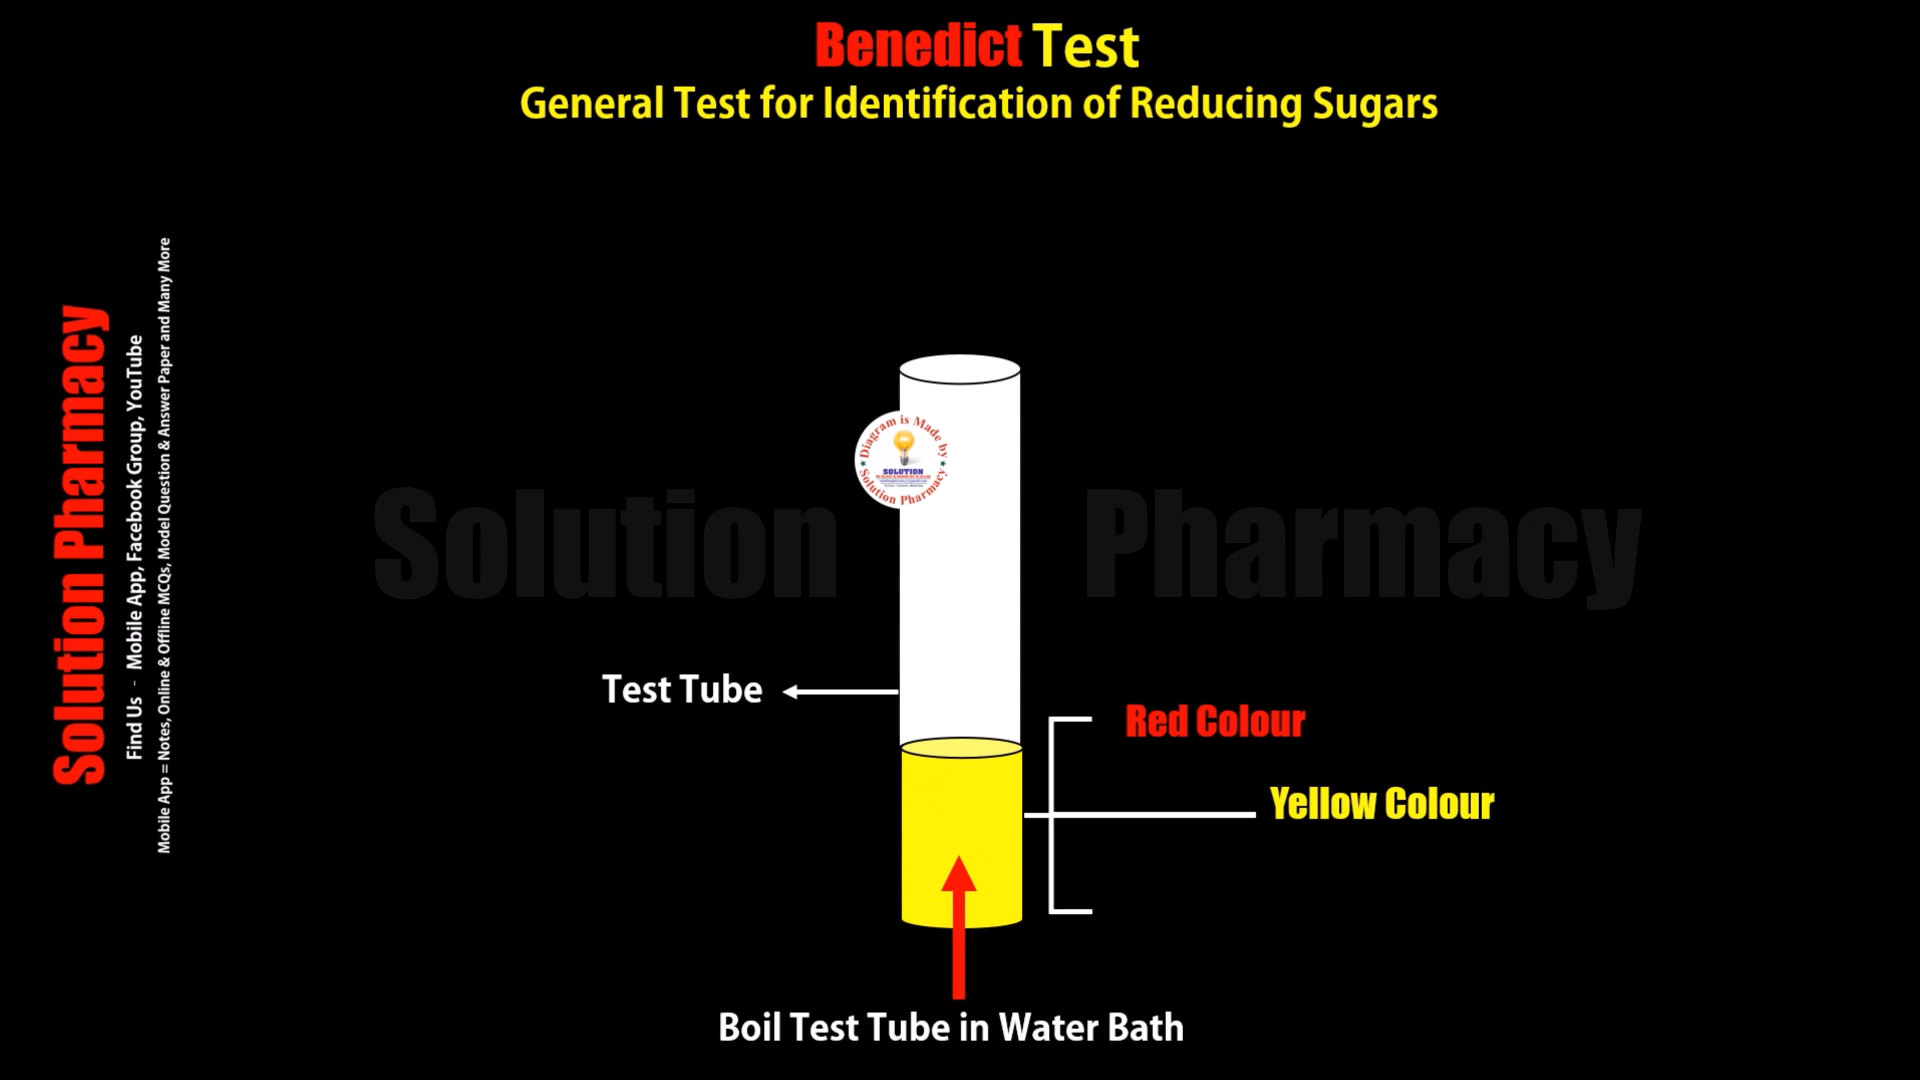 Benedict Test
General Test for Identification of Reducing Sugars
Solution Pharmacy
Find Us - Mobile App, Facebook Group, YouTube
Mobile App = Notes, Online & Offline MCQs, Model Question & Answer Paper and Many More
Diagram is Made by
SOLUTION
Solution Pharmacy
Solution Pharmacy
Test Tube
Red Colour
Yellow Colour
Boil Test Tube in Water Bath